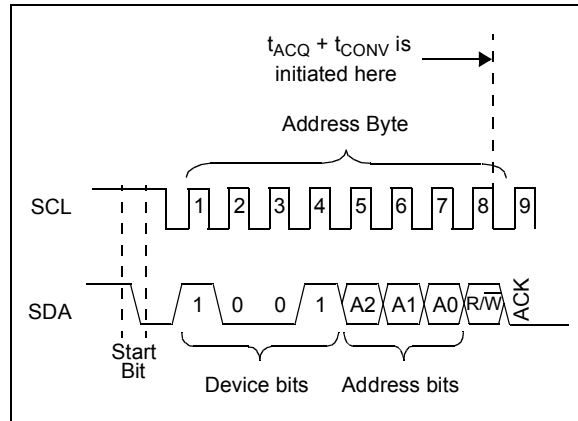 tACQ + tCONV is
initiated here
Address Byte
SCL 1 2 3 4 5 6 7 8 9
SDA 1 0 0 1 A2 A1 A0 R/W̅ ACK
Start
Bit
Device bits Address bits